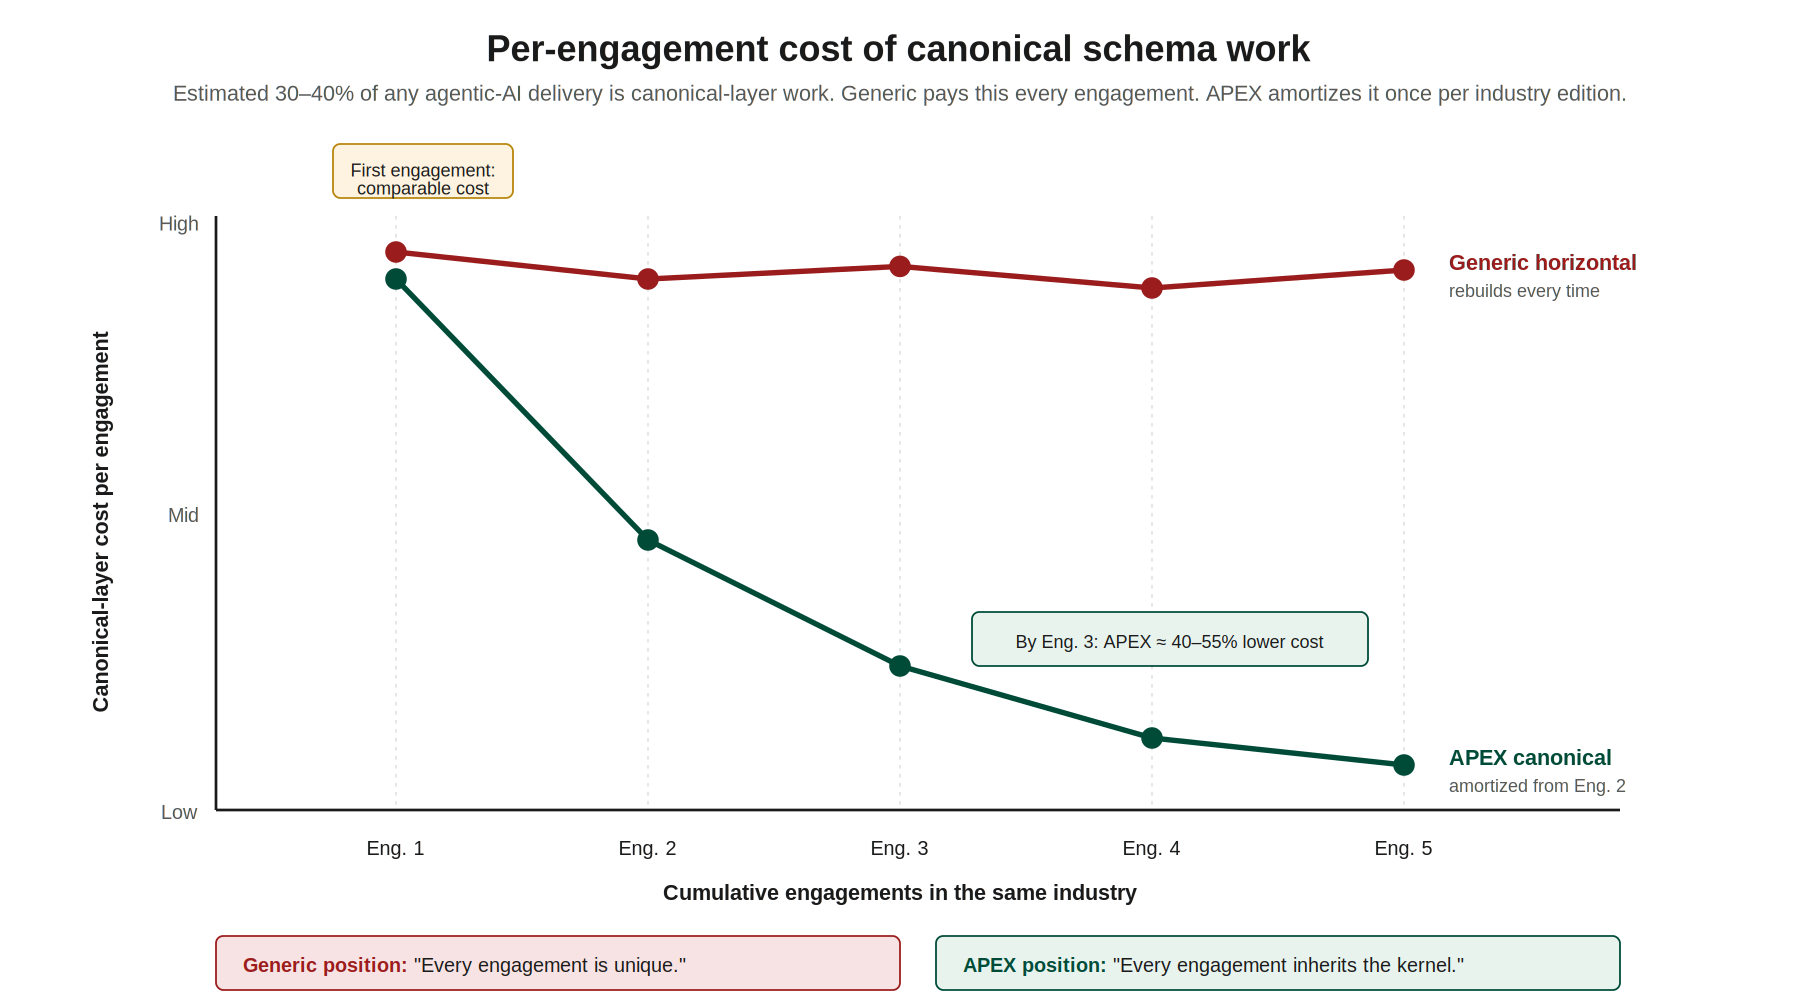 Per-engagement cost of canonical schema work
Estimated 30–40% of any agentic-AI delivery is canonical-layer work. Generic pays this every engagement. APEX amortizes it once per industry edition.
First engagement:
comparable cost
High
Mid
Low
Canonical-layer cost per engagement
Generic horizontal
rebuilds every time
By Eng. 3: APEX ≈ 40–55% lower cost
APEX canonical
amortized from Eng. 2
Eng. 1
Eng. 2
Eng. 3
Eng. 4
Eng. 5
Cumulative engagements in the same industry
Generic position: "Every engagement is unique."
APEX position: "Every engagement inherits the kernel."